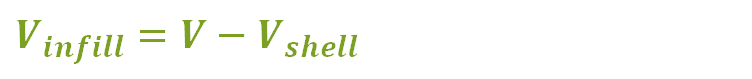 V_infill = V − V_shell